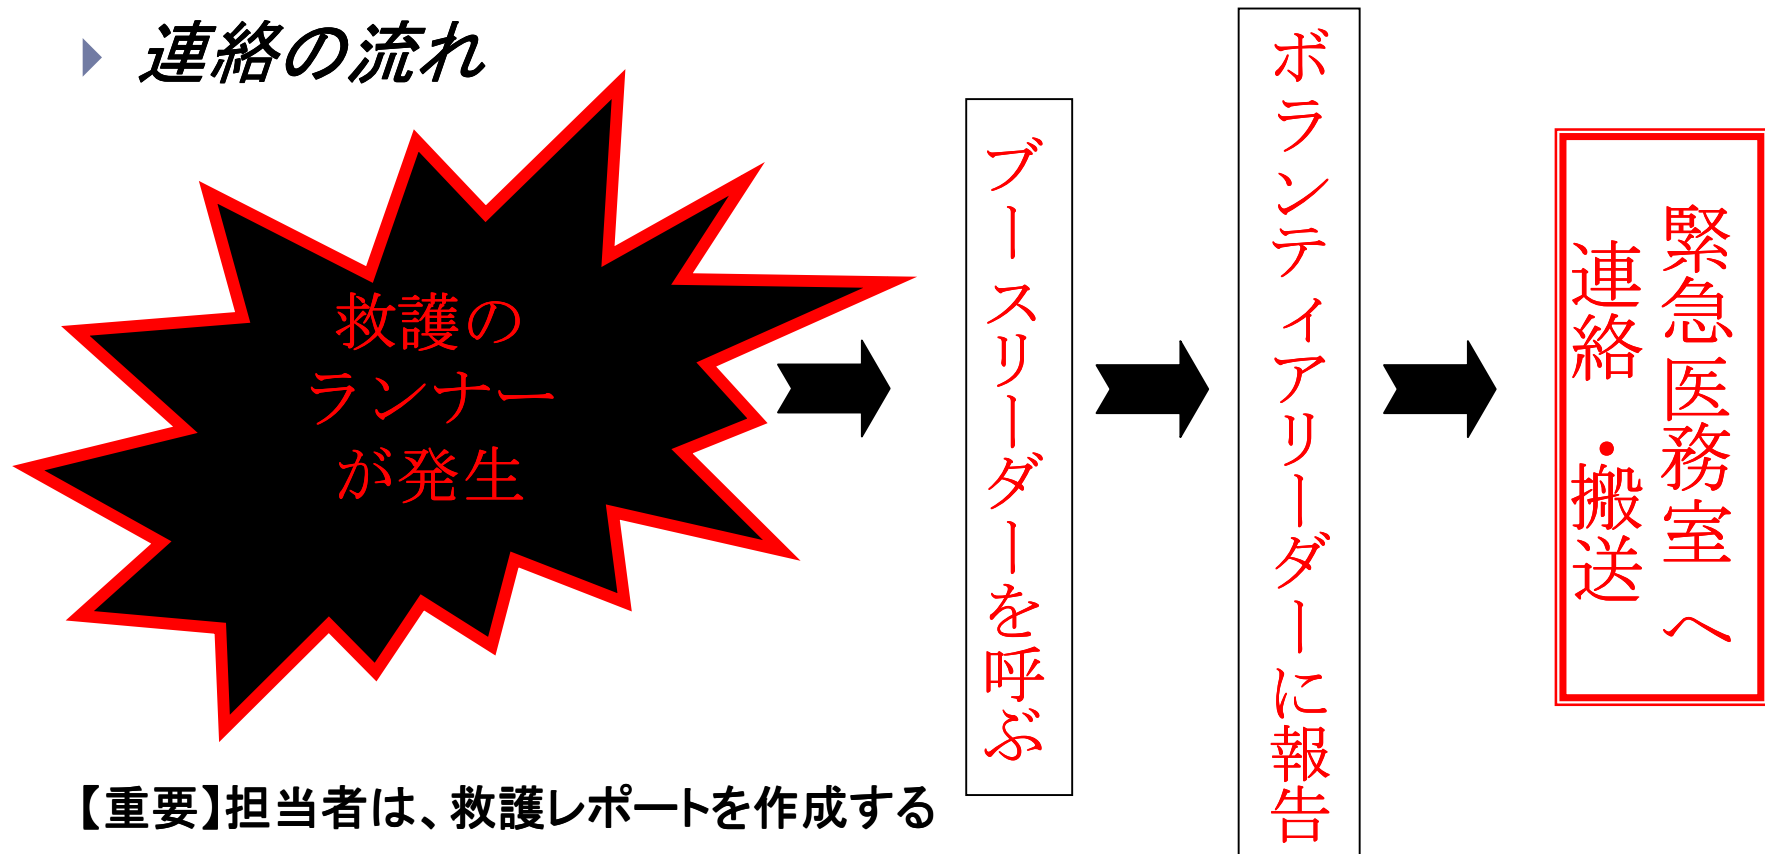 連絡の流れ
救護の
ランナー
が発生
ブースリーダーを呼ぶ
ボランティアリーダーに報告
緊急医務室へ
連絡・搬送
【重要】担当者は、救護レポートを作成する